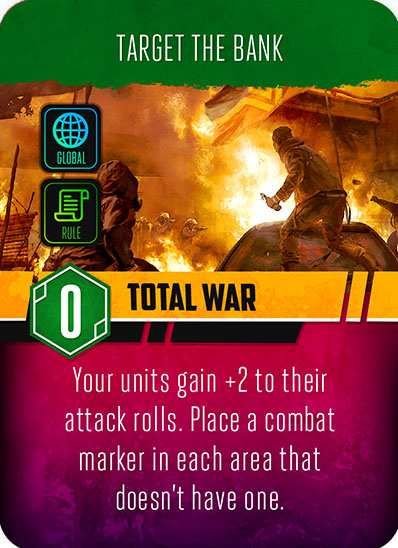 TARGET THE BANK
GLOBAL
RULE
0
TOTAL WAR
Your units gain +2 to their
attack rolls. Place a combat
marker in each area that
doesn't have one.